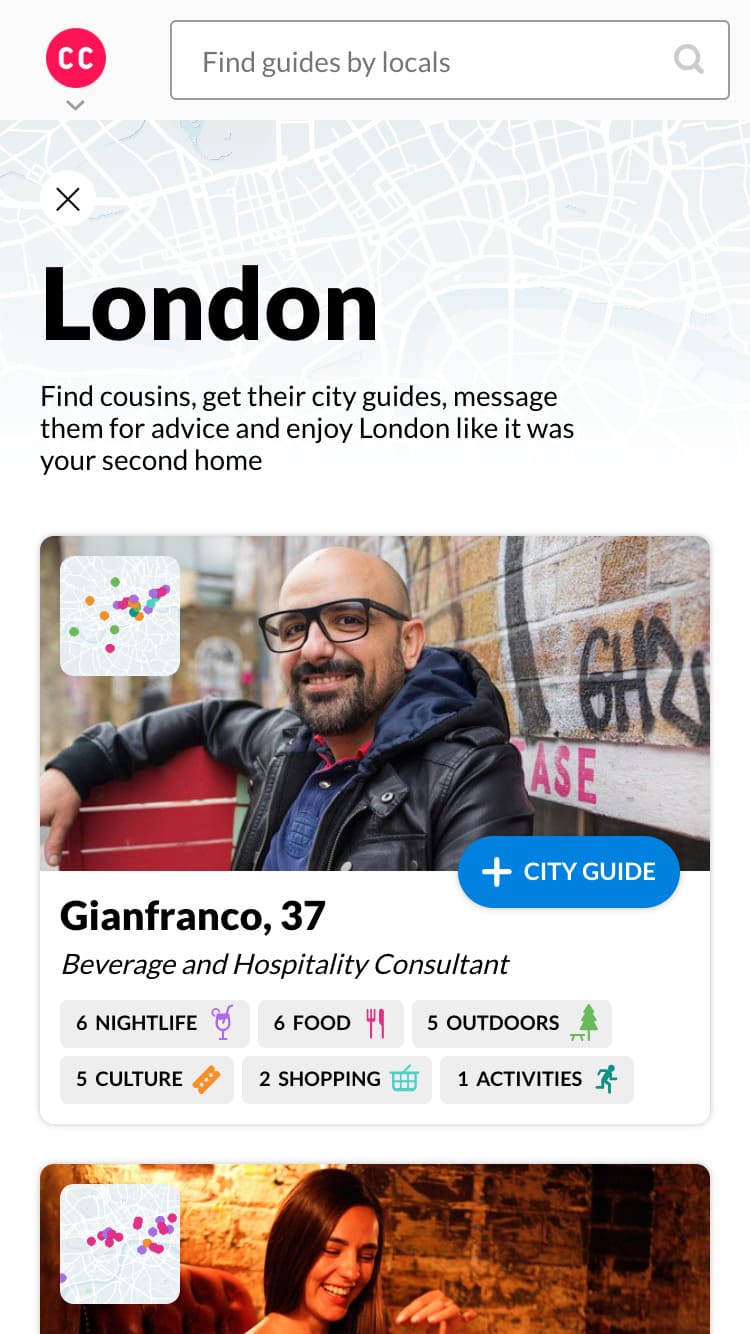 CC
Find guides by locals
London
Find cousins, get their city guides, message
them for advice and enjoy London like it was
your second home
ASE
CITY GUIDE
Gianfranco, 37
Beverage and Hospitality Consultant
6 NIGHTLIFE
6 FOOD
5 OUTDOORS
5 CULTURE
2 SHOPPING
1 ACTIVITIES